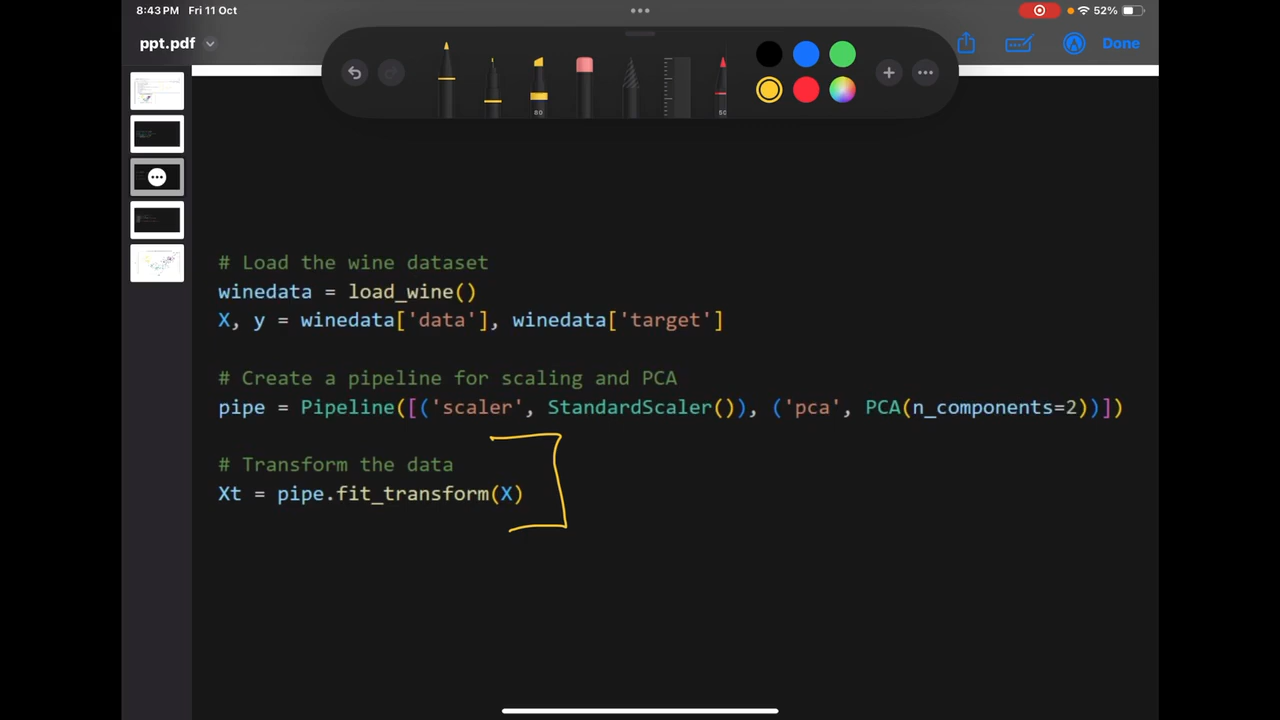 8:43 PM Fri 11 Oct
52%
ppt.pdf
Done
80
50
# Load the wine dataset
winedata = load_wine()
X, y = winedata['data'], winedata['target']
# Create a pipeline for scaling and PCA
pipe = Pipeline([('scaler', StandardScaler()), ('pca', PCA(n_components=2))])
# Transform the data
Xt = pipe.fit_transform(X)